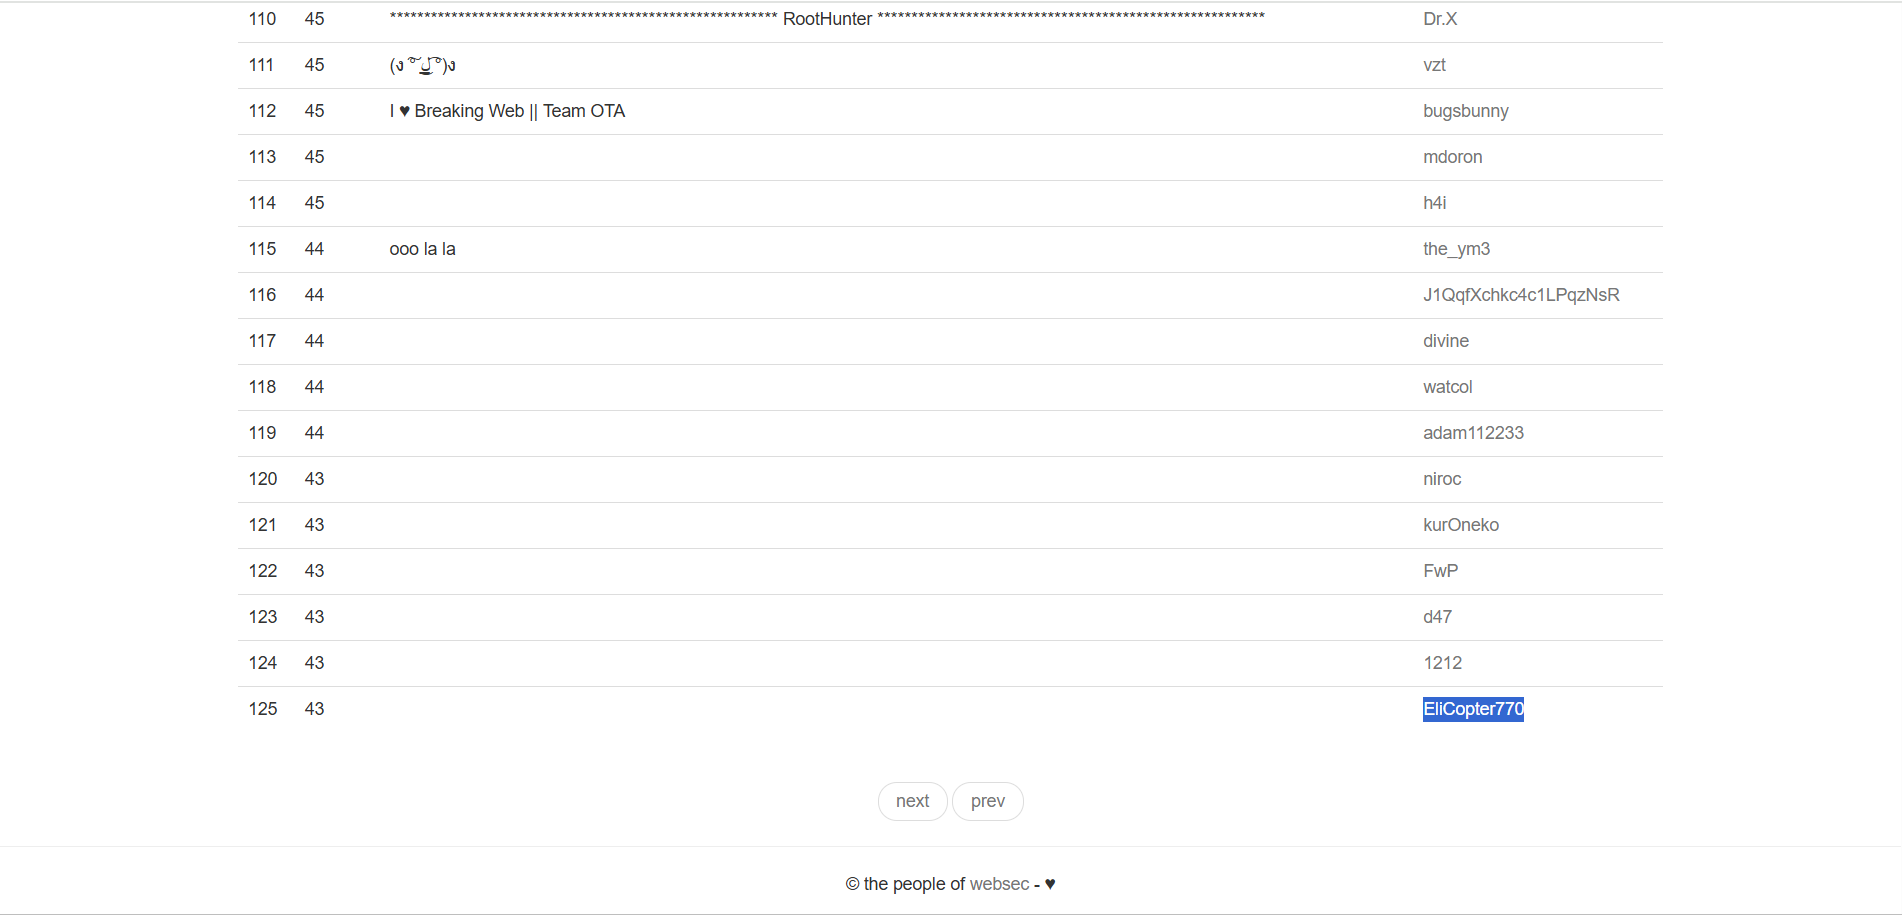 110 45 ********************************************************* RootHunter ********************************************************* Dr.X
111 45 (ง ͠° ͟ل͜ ͡°)ง vzt
112 45 I ♥ Breaking Web || Team OTA bugsbunny
113 45 mdoron
114 45 h4i
115 44 ooo la la the_ym3
116 44 J1QqfXchkc4c1LPqzNsR
117 44 divine
118 44 watcol
119 44 adam112233
120 43 niroc
121 43 kurOneko
122 43 FwP
123 43 d47
124 43 1212
125 43 EliCopter770
next prev
© the people of websec - ♥